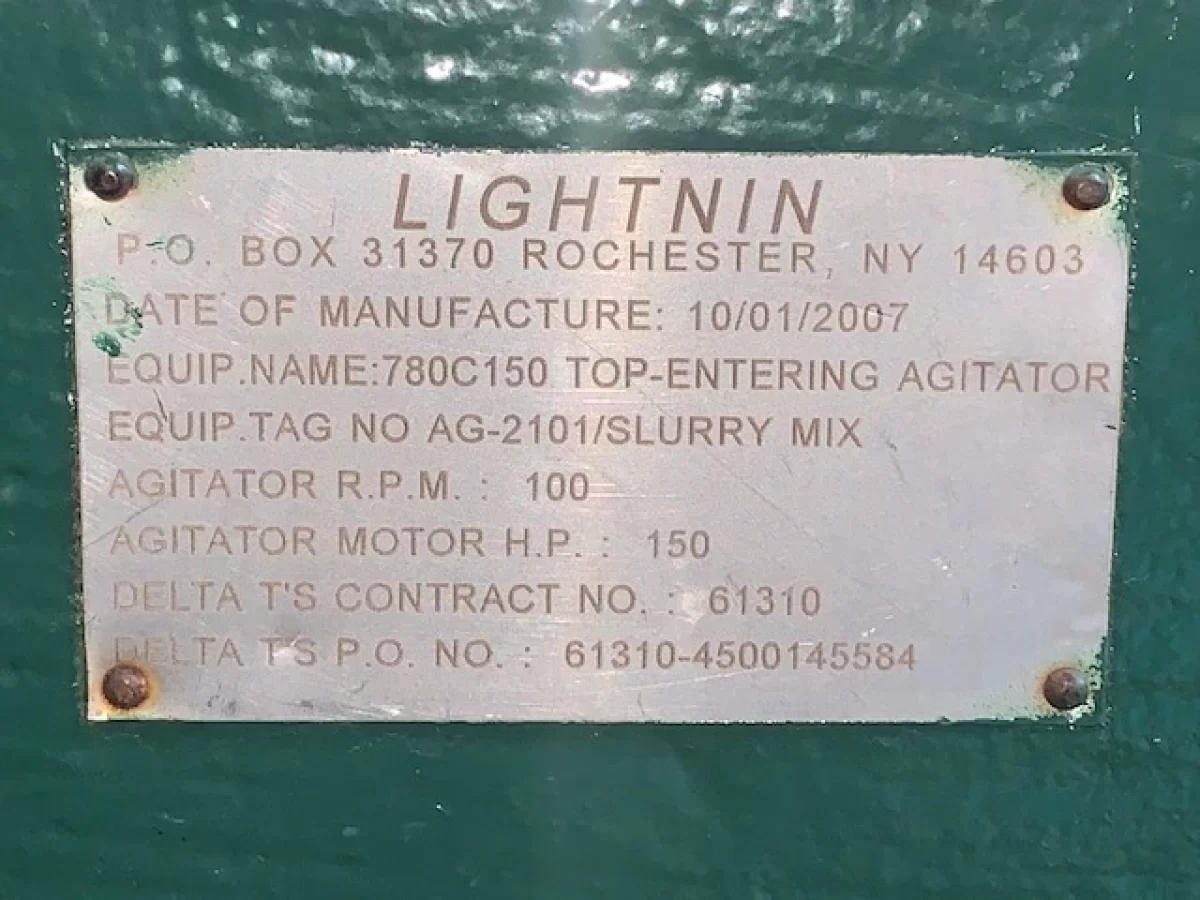 LIGHTNIN
P.O. BOX 31370 ROCHESTER, NY 14603
DATE OF MANUFACTURE: 10/01/2007
EQUIP.NAME:780C150 TOP-ENTERING AGITATOR
EQUIP.TAG NO AG-2101/SLURRY MIX
AGITATOR R.P.M. : 100
AGITATOR MOTOR H.P. : 150
DELTA T'S CONTRACT NO. : 61310
DELTA T'S P.O. NO. : 61310-4500145584